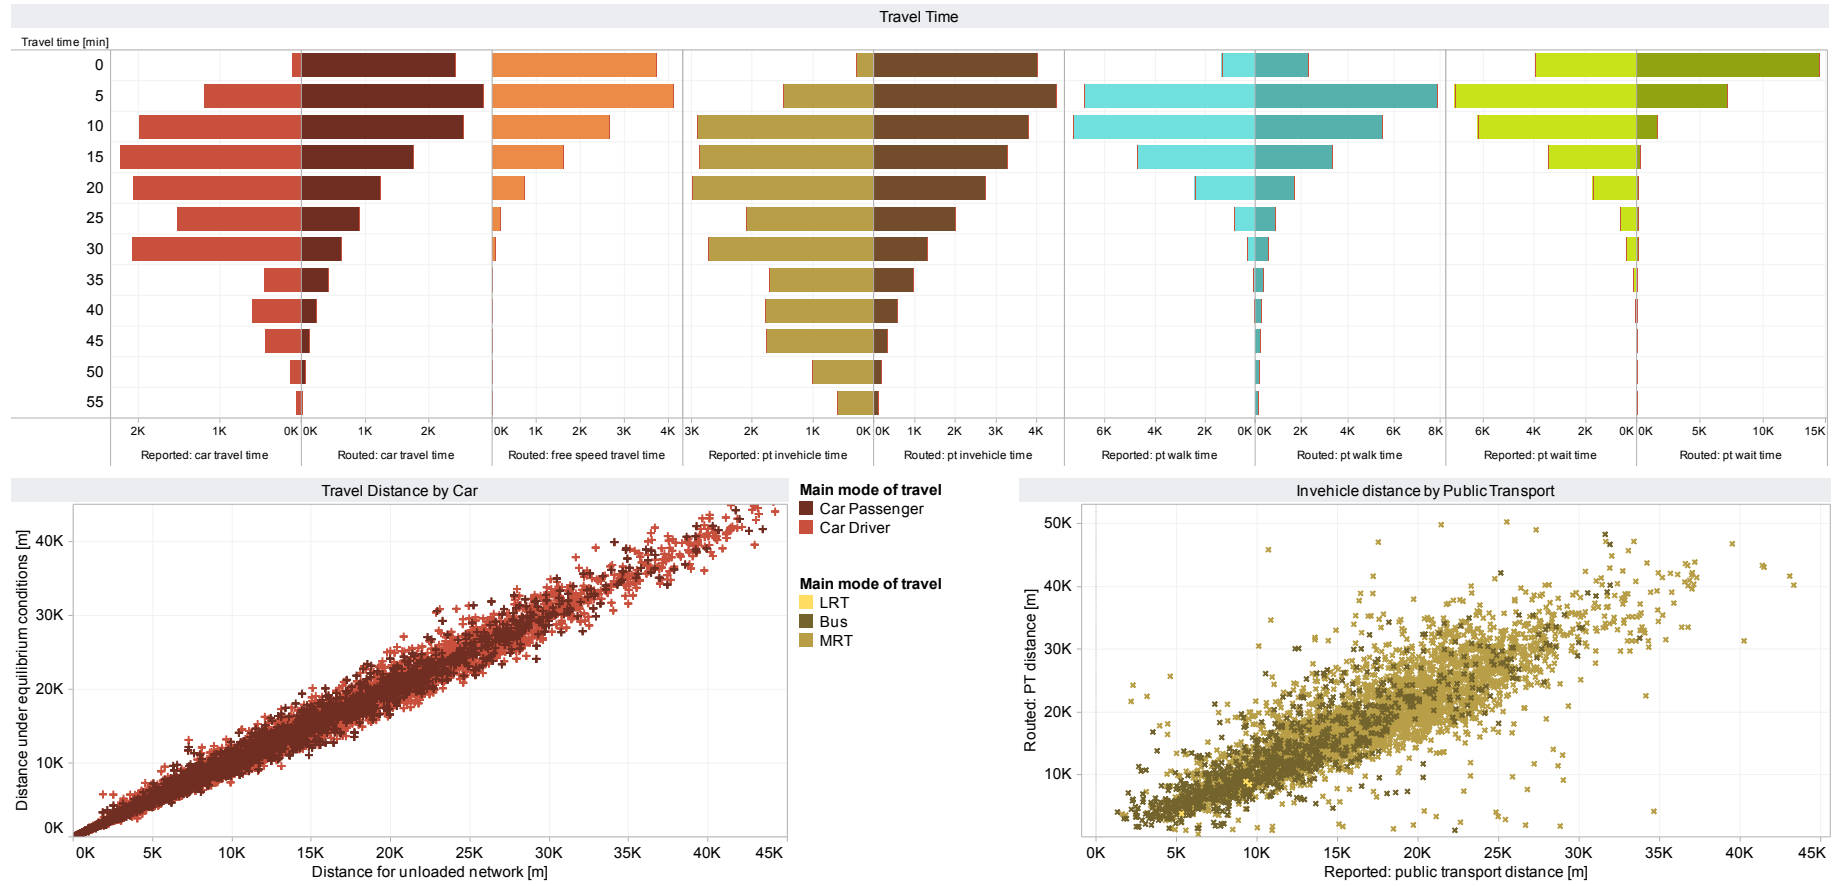 Travel Time
Travel time [min]
0
5
10
15
20
25
30
35
40
45
50
55
2K 1K 0K 0K 1K 2K 0K 1K 2K 3K 4K 3K 2K 1K 0K 0K 1K 2K 3K 4K 6K 4K 2K 0K 0K 2K 4K 6K 8K 6K 4K 2K 0K 0K 5K 10K 15K
Reported: car travel time Routed: car travel time Routed: free speed travel time Reported: pt invehicle time Routed: pt invehicle time Reported: pt walk time Routed: pt walk time Reported: pt wait time Routed: pt wait time
Travel Distance by Car
Distance under equilibrium conditions [m]
40K
30K
20K
10K
0K
0K 5K 10K 15K 20K 25K 30K 35K 40K 45K
Distance for unloaded network [m]
Main mode of travel
Car Passenger
Car Driver
Main mode of travel
LRT
Bus
MRT
Invehicle distance by Public Transport
Routed: PT distance [m]
50K
40K
30K
20K
10K
0K 5K 10K 15K 20K 25K 30K 35K 40K 45K
Reported: public transport distance [m]